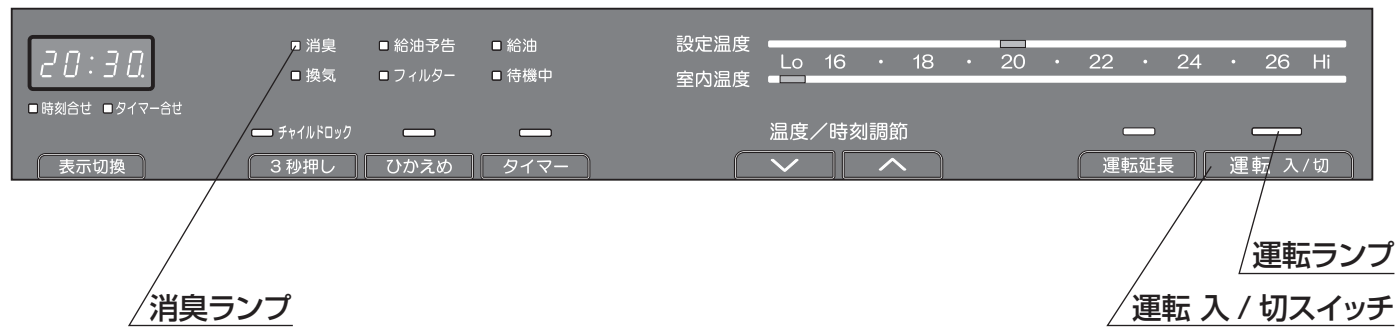 □消臭 □給油予告 □給油
設定温度
20:30.
Lo 16 ・ 18 ・ 20 ・ 22 ・ 24 ・ 26 Hi
□換気 □フィルター □待機中
室内温度
□時刻合せ □タイマー合せ
チャイルドロック
温度／時刻調節
表示切換 3秒押し ひかえめ タイマー ∨ ∧ 運転延長 運転 入/切
運転ランプ
消臭ランプ
運転 入 / 切スイッチ